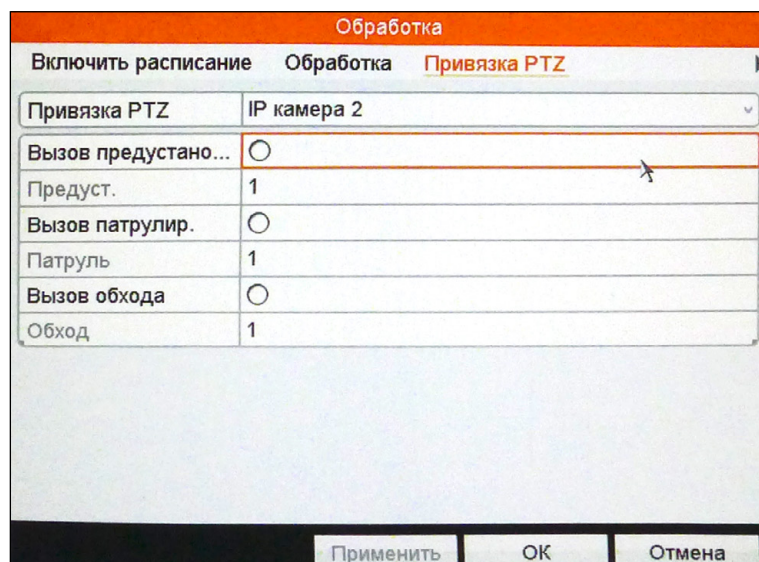 Обработка
Включить расписание Обработка Привязка PTZ
Привязка PTZ IP камера 2
Вызов предустано...
Предуст. 1
Вызов патрулир.
Патруль 1
Вызов обхода
Обход 1
Применить ОК Отмена